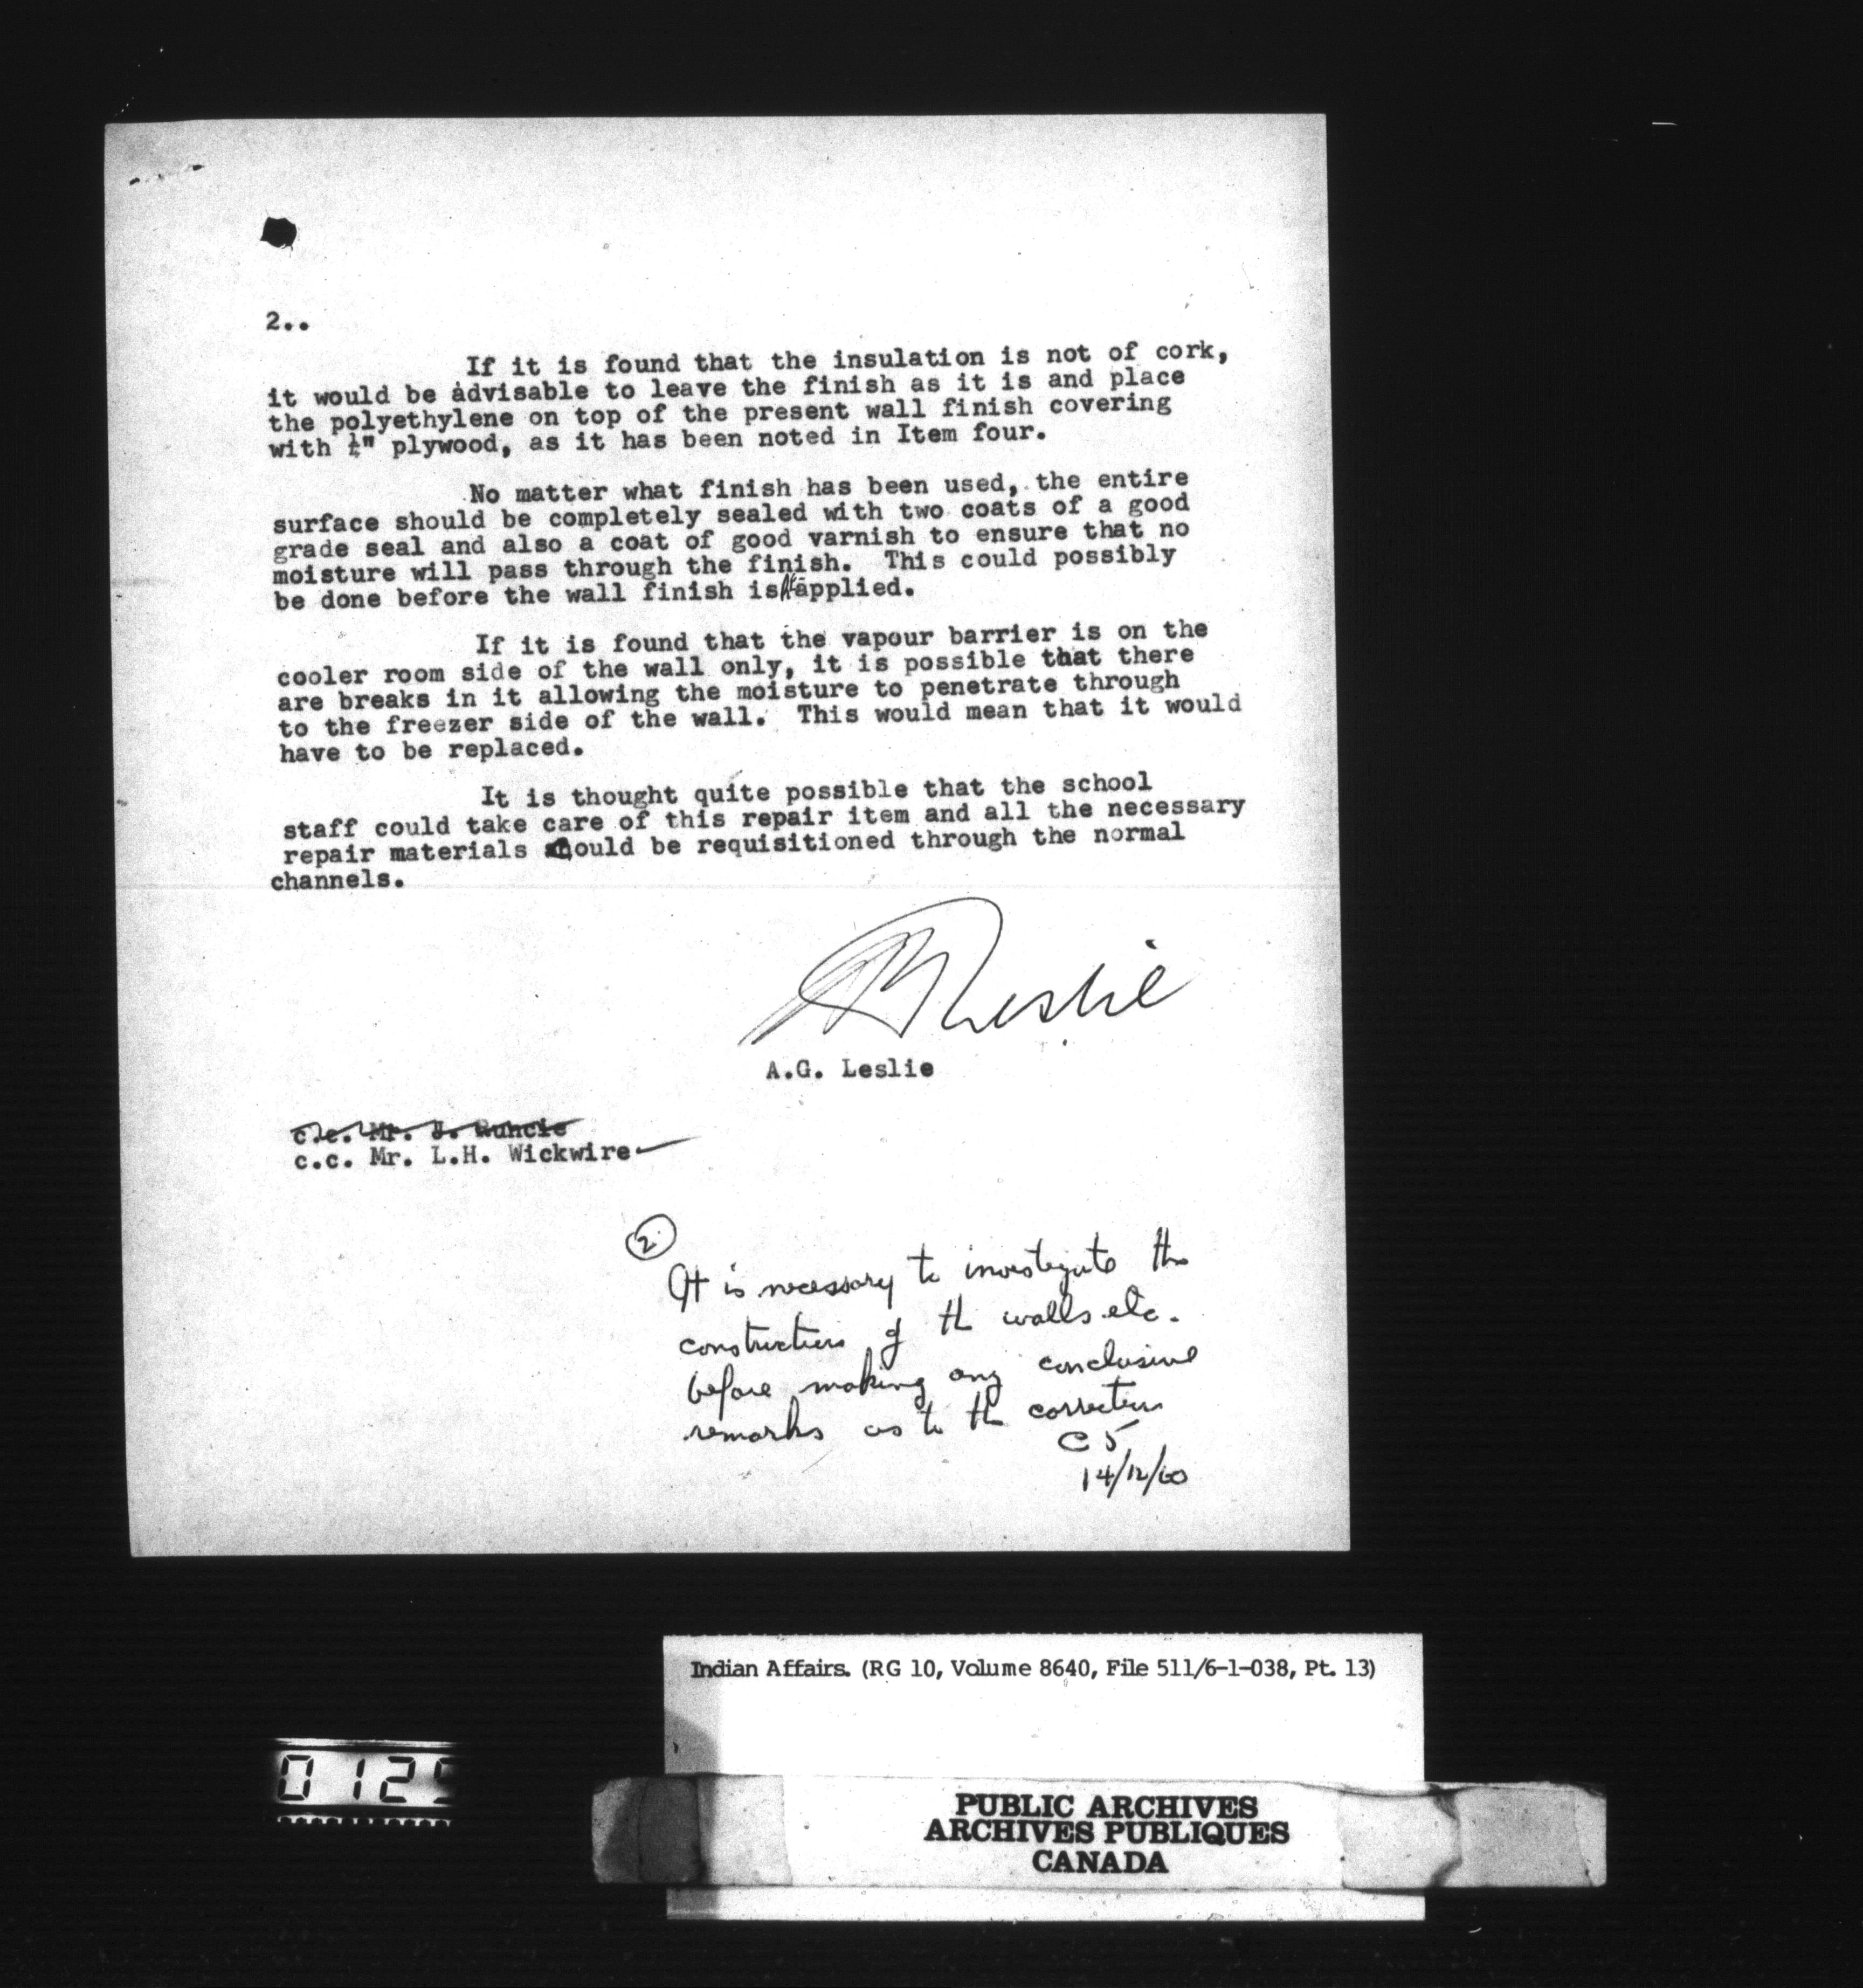 2..
If it is found that the insulation is not of cork,
it would be advisable to leave the finish as it is and place
the polyethylene on top of the present wall finish covering
with ¼" plywood, as it has been noted in Item four.
No matter what finish has been used, the entire
surface should be completely sealed with two coats of a good
grade seal and also a coat of good varnish to ensure that no
moisture will pass through the finish. This could possibly
be done before the wall finish is applied.
If it is found that the vapour barrier is on the
cooler room side of the wall only, it is possible that there
are breaks in it allowing the moisture to penetrate through
to the freezer side of the wall. This would mean that it would
have to be replaced.
It is thought quite possible that the school
staff could take care of this repair item and all the necessary
repair materials should be requisitioned through the normal
channels.
Leslie
A.G. Leslie
c.c. Mr. J. Runcie
c.c. Mr. L.H. Wickwire
2.
It is necessary to investigate the
construction of the walls etc.
before making any conclusive
remarks as to the correction
14/12/60
Indian Affairs. (RG 10, Volume 8640, File 511/6-1-038, Pt. 13)
012
PUBLIC ARCHIVES
ARCHIVES PUBLIQUES
CANADA